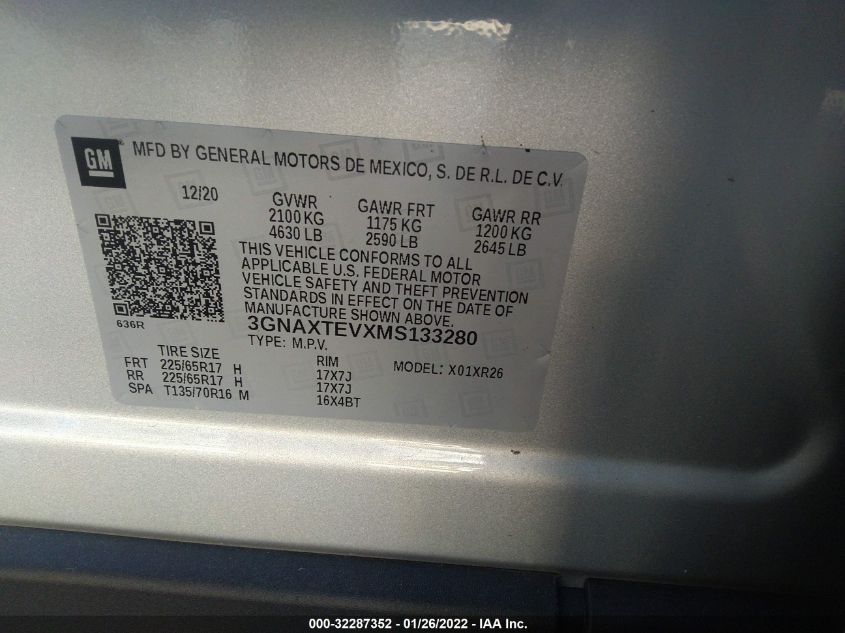 GM MFD BY GENERAL MOTORS DE MEXICO, S. DE R.L. DE C.V.
12/20 GVWR GAWR FRT GAWR RR
2100 KG 1175 KG 1200 KG
4630 LB 2590 LB 2645 LB
THIS VEHICLE CONFORMS TO ALL
APPLICABLE U.S. FEDERAL MOTOR
VEHICLE SAFETY AND THEFT PREVENTION
STANDARDS IN EFFECT ON THE DATE OF
MANUFACTURE SHOWN ABOVE.
636R 3GNAXTEVXMS133280
TYPE: M.P.V.
TIRE SIZE RIM MODEL: X01XR26
FRT 225/65R17 H 17X7J
RR 225/65R17 H 17X7J
SPA T135/70R16 M 16X4BT
000-32287352 - 01/26/2022 - IAA Inc.